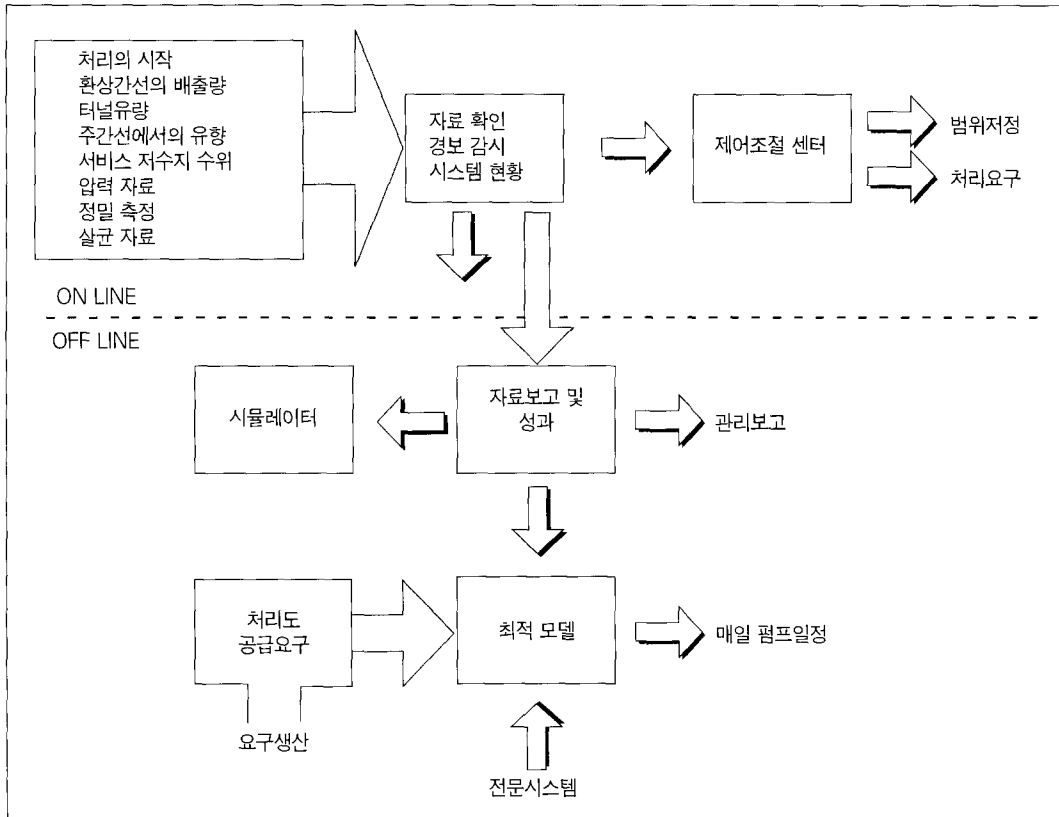 처리의 시작
환상간선의 배출량
터널유량
주간선에서의 유향
서비스 저수지 수위
압력 자료
정밀 측정
살균 자료
자료 확인
경보 감시
시스템 현황
제어조절 센터
범위저정
처리요구
ON LINE
OFF LINE
시뮬레이터
자료보고 및
성과
관리보고
처리도
공급요구
최적 모델
매일 펌프일정
요구생산
전문시스템